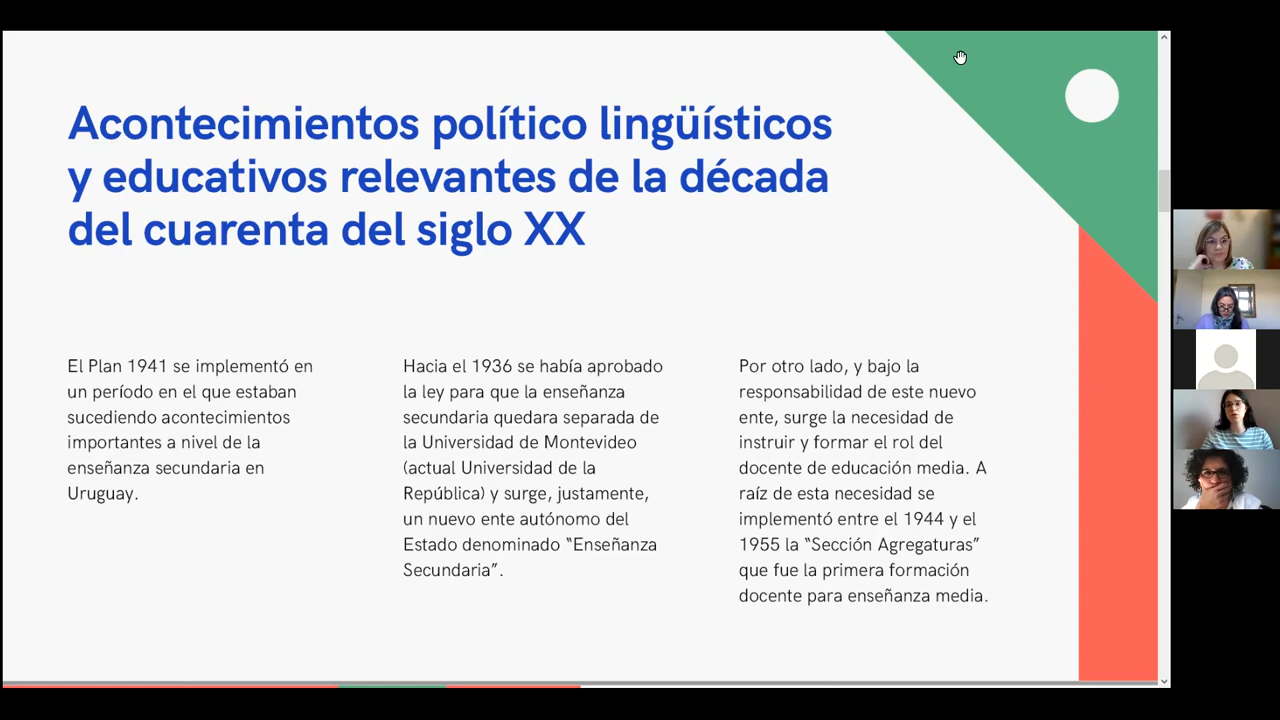 Acontecimientos político lingüísticos
y educativos relevantes de la década
del cuarenta del siglo XX
El Plan 1941 se implementó en
un período en el que estaban
sucediendo acontecimientos
importantes a nivel de la
enseñanza secundaria en
Uruguay.
Hacia el 1936 se había aprobado
la ley para que la enseñanza
secundaria quedara separada de
la Universidad de Montevideo
(actual Universidad de la
República) y surge, justamente,
un nuevo ente autónomo del
Estado denominado “Enseñanza
Secundaria”.
Por otro lado, y bajo la
responsabilidad de este nuevo
ente, surge la necesidad de
instruir y formar el rol del
docente de educación media. A
raíz de esta necesidad se
implementó entre el 1944 y el
1955 la “Sección Agregaturas”
que fue la primera formación
docente para enseñanza media.